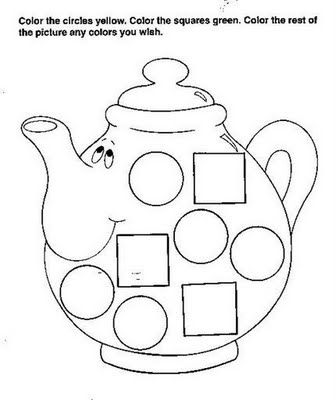 Color the circles yellow. Color the squares green. Color the rest of
the picture any colors you wish.